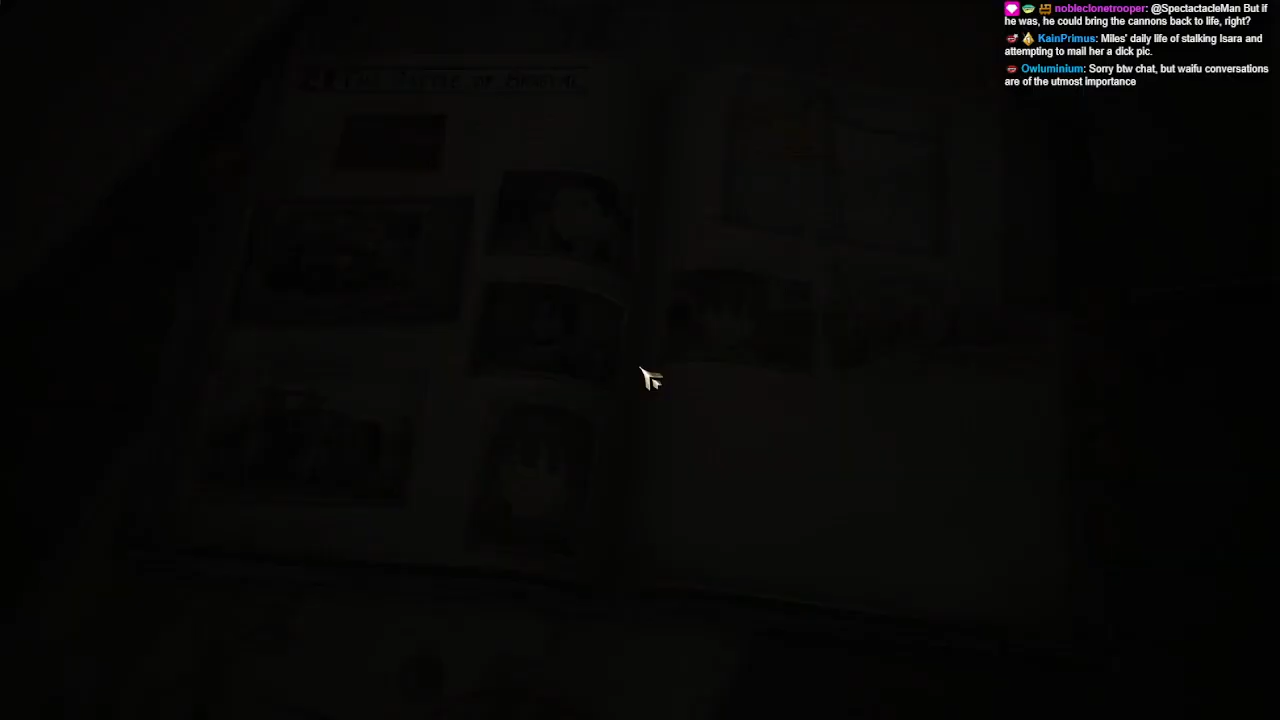 nobleclonetrooper: @SpectactacleMan But if
he was, he could bring the cannons back to life, right?
KainPrimus: Miles' daily life of stalking Isara and
attempting to mail her a dick pic.
Owluminium: Sorry btw chat, but waifu conversations
are of the utmost importance